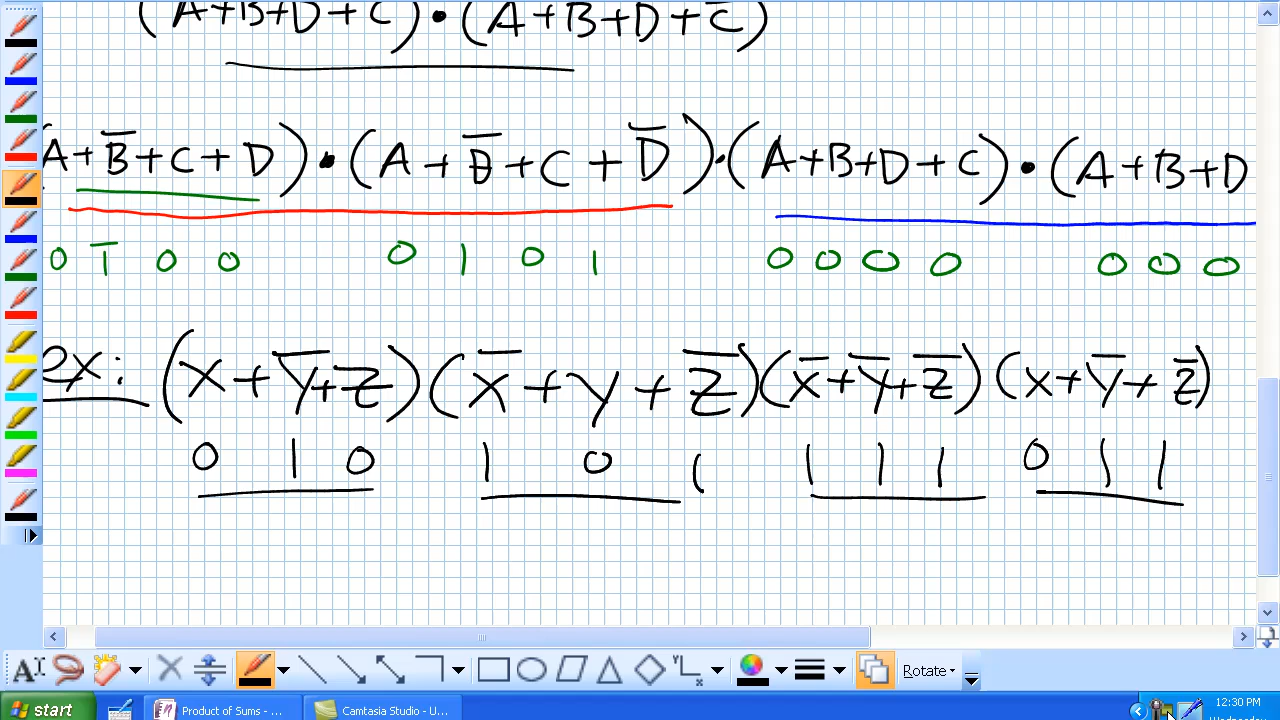 (A+B+D+C)•(A+B+D+C̅)
A+B̅+C+D)•(A+B̅+C+D̅)•(A+B+D+C)•(A+B+D
0 1̅ 0 0 0 1 0 1 0 0 0 0 0 0 0
ex: (X+Y̅+Z)(X̅+Y+Z̅)(X̅+Y̅+Z̅)(X+Y̅+Z̅)
0 1 0 1 0 1 1 1 1 0 1 1
A
Rotate
start
Product of Sums - ...
Camtasia Studio - U...
12:30 PM